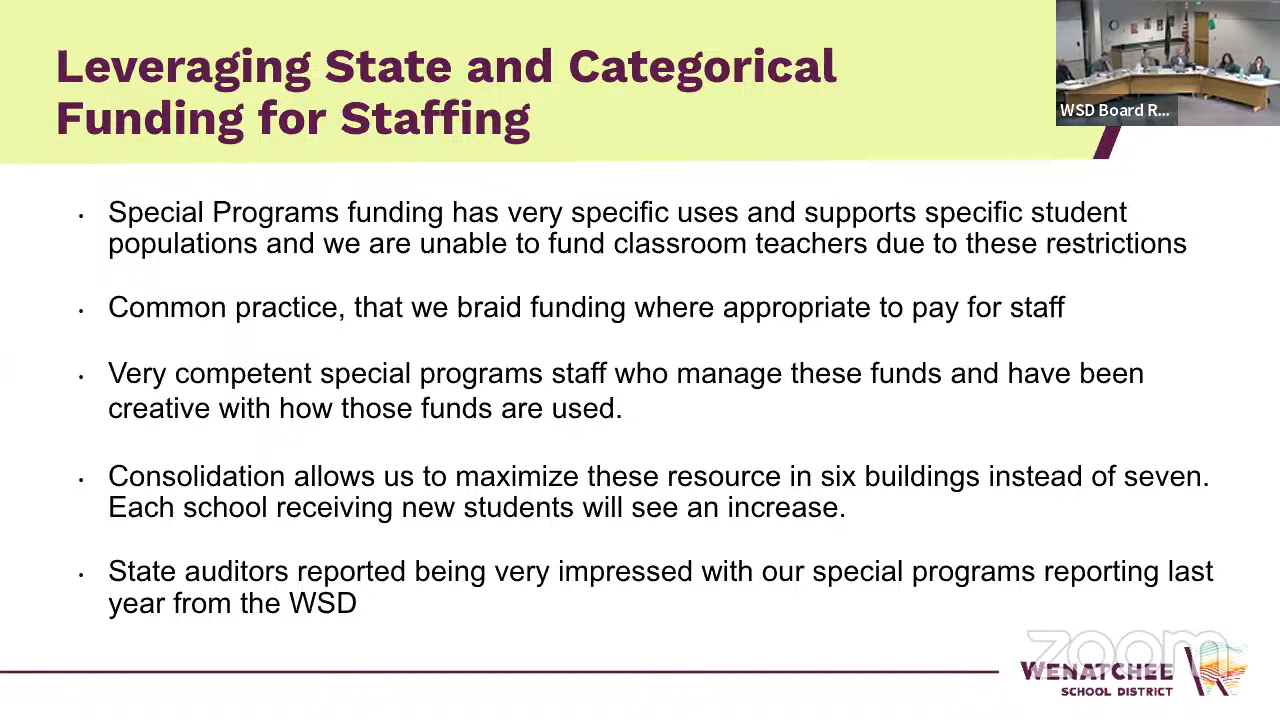 Leveraging State and Categorical
Funding for Staffing
WSD Board R...
• Special Programs funding has very specific uses and supports specific student
populations and we are unable to fund classroom teachers due to these restrictions
• Common practice, that we braid funding where appropriate to pay for staff
• Very competent special programs staff who manage these funds and have been
creative with how those funds are used.
• Consolidation allows us to maximize these resource in six buildings instead of seven.
Each school receiving new students will see an increase.
• State auditors reported being very impressed with our special programs reporting last
year from the WSD
zoom
WENATCHEE
SCHOOL DISTRICT